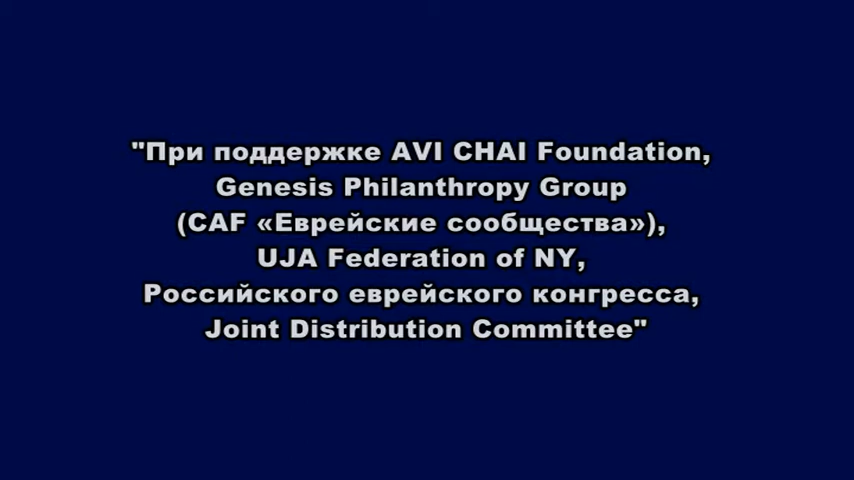 "При поддержке AVI CHAI Foundation,
Genesis Philanthropy Group
(CAF «Еврейские сообщества»),
UJA Federation of NY,
Российского еврейского конгресса,
Joint Distribution Committee"